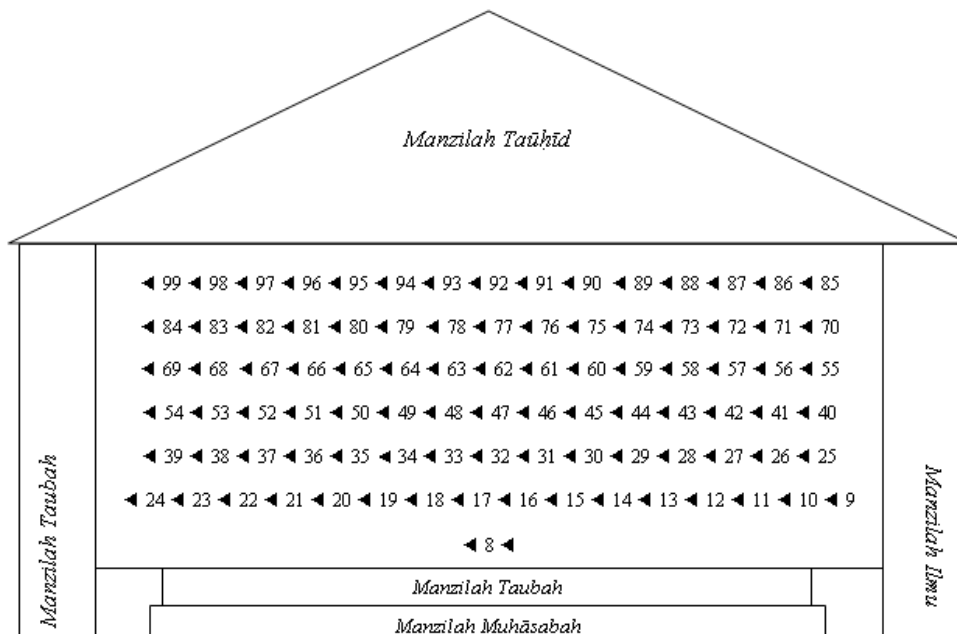 Manzilah Taūḥīd
◄ 99 ◄ 98 ◄ 97 ◄ 96 ◄ 95 ◄ 94 ◄ 93 ◄ 92 ◄ 91 ◄ 90 ◄ 89 ◄ 88 ◄ 87 ◄ 86 ◄ 85
◄ 84 ◄ 83 ◄ 82 ◄ 81 ◄ 80 ◄ 79 ◄ 78 ◄ 77 ◄ 76 ◄ 75 ◄ 74 ◄ 73 ◄ 72 ◄ 71 ◄ 70
◄ 69 ◄ 68 ◄ 67 ◄ 66 ◄ 65 ◄ 64 ◄ 63 ◄ 62 ◄ 61 ◄ 60 ◄ 59 ◄ 58 ◄ 57 ◄ 56 ◄ 55
◄ 54 ◄ 53 ◄ 52 ◄ 51 ◄ 50 ◄ 49 ◄ 48 ◄ 47 ◄ 46 ◄ 45 ◄ 44 ◄ 43 ◄ 42 ◄ 41 ◄ 40
◄ 39 ◄ 38 ◄ 37 ◄ 36 ◄ 35 ◄ 34 ◄ 33 ◄ 32 ◄ 31 ◄ 30 ◄ 29 ◄ 28 ◄ 27 ◄ 26 ◄ 25
◄ 24 ◄ 23 ◄ 22 ◄ 21 ◄ 20 ◄ 19 ◄ 18 ◄ 17 ◄ 16 ◄ 15 ◄ 14 ◄ 13 ◄ 12 ◄ 11 ◄ 10 ◄ 9
◄ 8 ◄
Manzilah Taubah
Manzilah Ilmu
Manzilah Taubah
Manzilah Muhāsabah